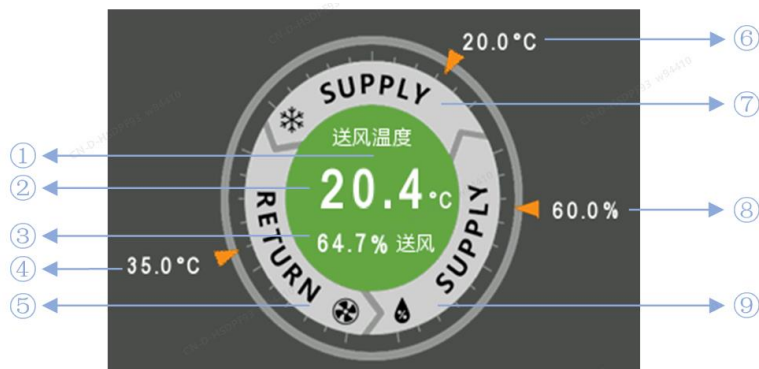 20.0°C
⑥
SUPPLY
⑦
送风温度
①
20.4°C
②
SUPPLY
60.0%
⑧
RETURN
③
64.7% 送风
④
35.0°C
⑤
⑨